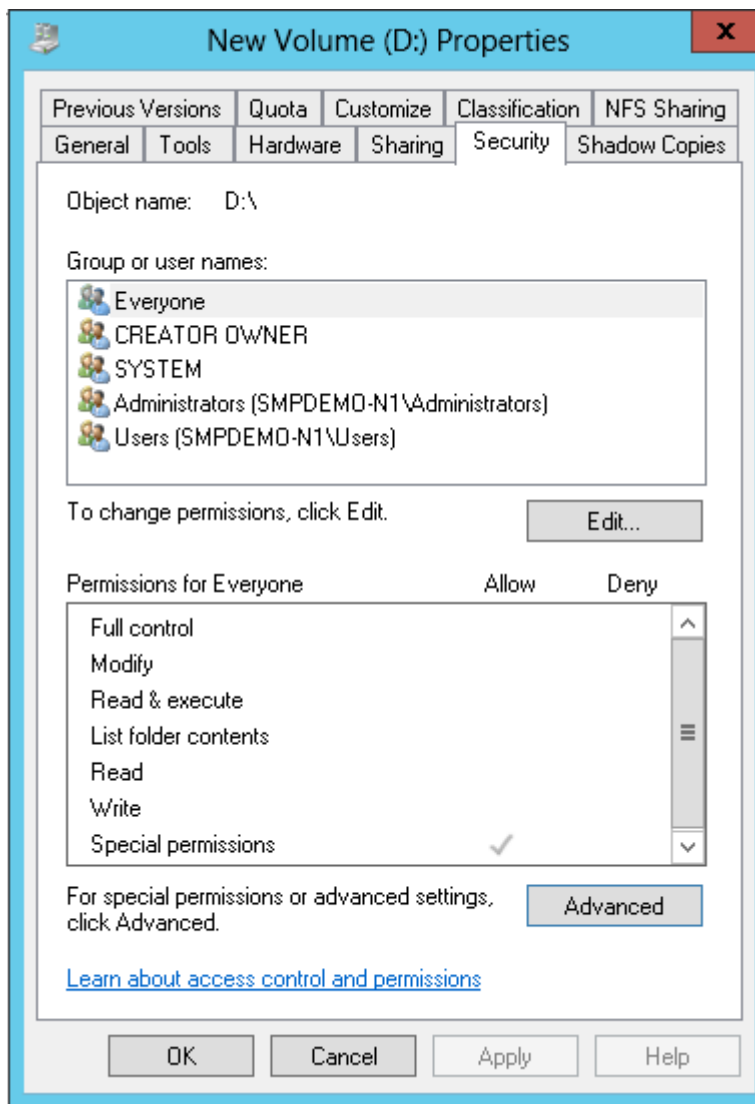 New Volume (D:) Properties
x
Previous Versions Quota Customize Classification NFS Sharing
General Tools Hardware Sharing Security Shadow Copies
Object name: D:\
Group or user names:
Everyone
CREATOR OWNER
SYSTEM
Administrators (SMPDEMO-N1\Administrators)
Users (SMPDEMO-N1\Users)
To change permissions, click Edit.
Edit...
Permissions for Everyone Allow Deny
Full control
Modify
Read & execute
List folder contents
Read
Write
Special permissions
For special permissions or advanced settings,
click Advanced.
Advanced
Learn about access control and permissions
OK Cancel Apply Help